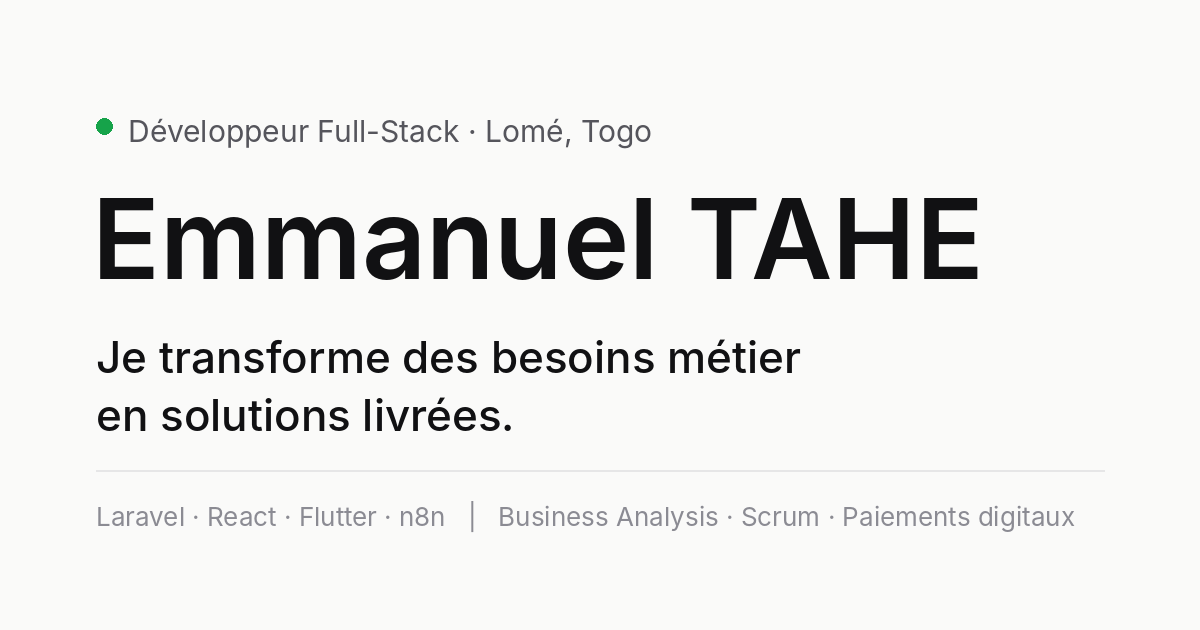 Développeur Full-Stack · Lomé, Togo
Emmanuel TAHE
Je transforme des besoins métier
en solutions livrées.
Laravel · React · Flutter · n8n | Business Analysis · Scrum · Paiements digitaux